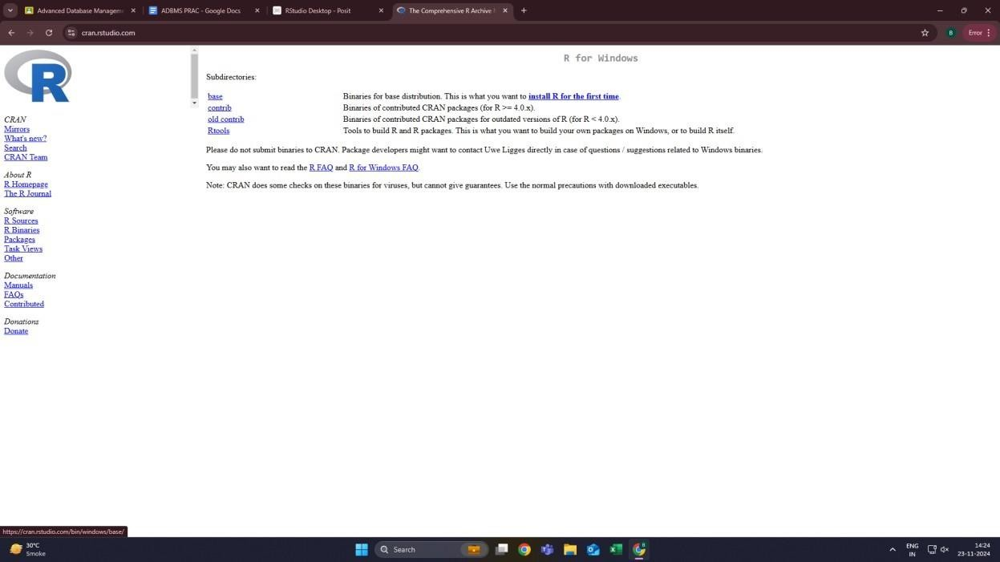 Advanced Database Managem
ADBMS PRAC - Google Docs
RStudio Desktop - Posit
The Comprehensive R Archive
cran.rstudio.com
B
Error
R
CRAN
Mirrors
What's new?
Search
CRAN Team
About R
R Homepage
The R Journal
Software
R Sources
R Binaries
Packages
Task Views
Other
Documentation
Manuals
FAQs
Contributed
Donations
Donate
R for Windows
Subdirectories:
base Binaries for base distribution. This is what you want to install R for the first time.
contrib Binaries of contributed CRAN packages (for R >= 4.0.x).
old contrib Binaries of contributed CRAN packages for outdated versions of R (for R < 4.0.x).
Rtools Tools to build R and R packages. This is what you want to build your own packages on Windows, or to build R itself.
Please do not submit binaries to CRAN. Package developers might want to contact Uwe Ligges directly in case of questions / suggestions related to Windows binaries.
You may also want to read the R FAQ and R for Windows FAQ.
Note: CRAN does some checks on these binaries for viruses, but cannot give guarantees. Use the normal precautions with downloaded executables.
https://cran.rstudio.com/bin/windows/base/
30°C
Smoke
Search
ENG
IN
14:24
23-11-2024